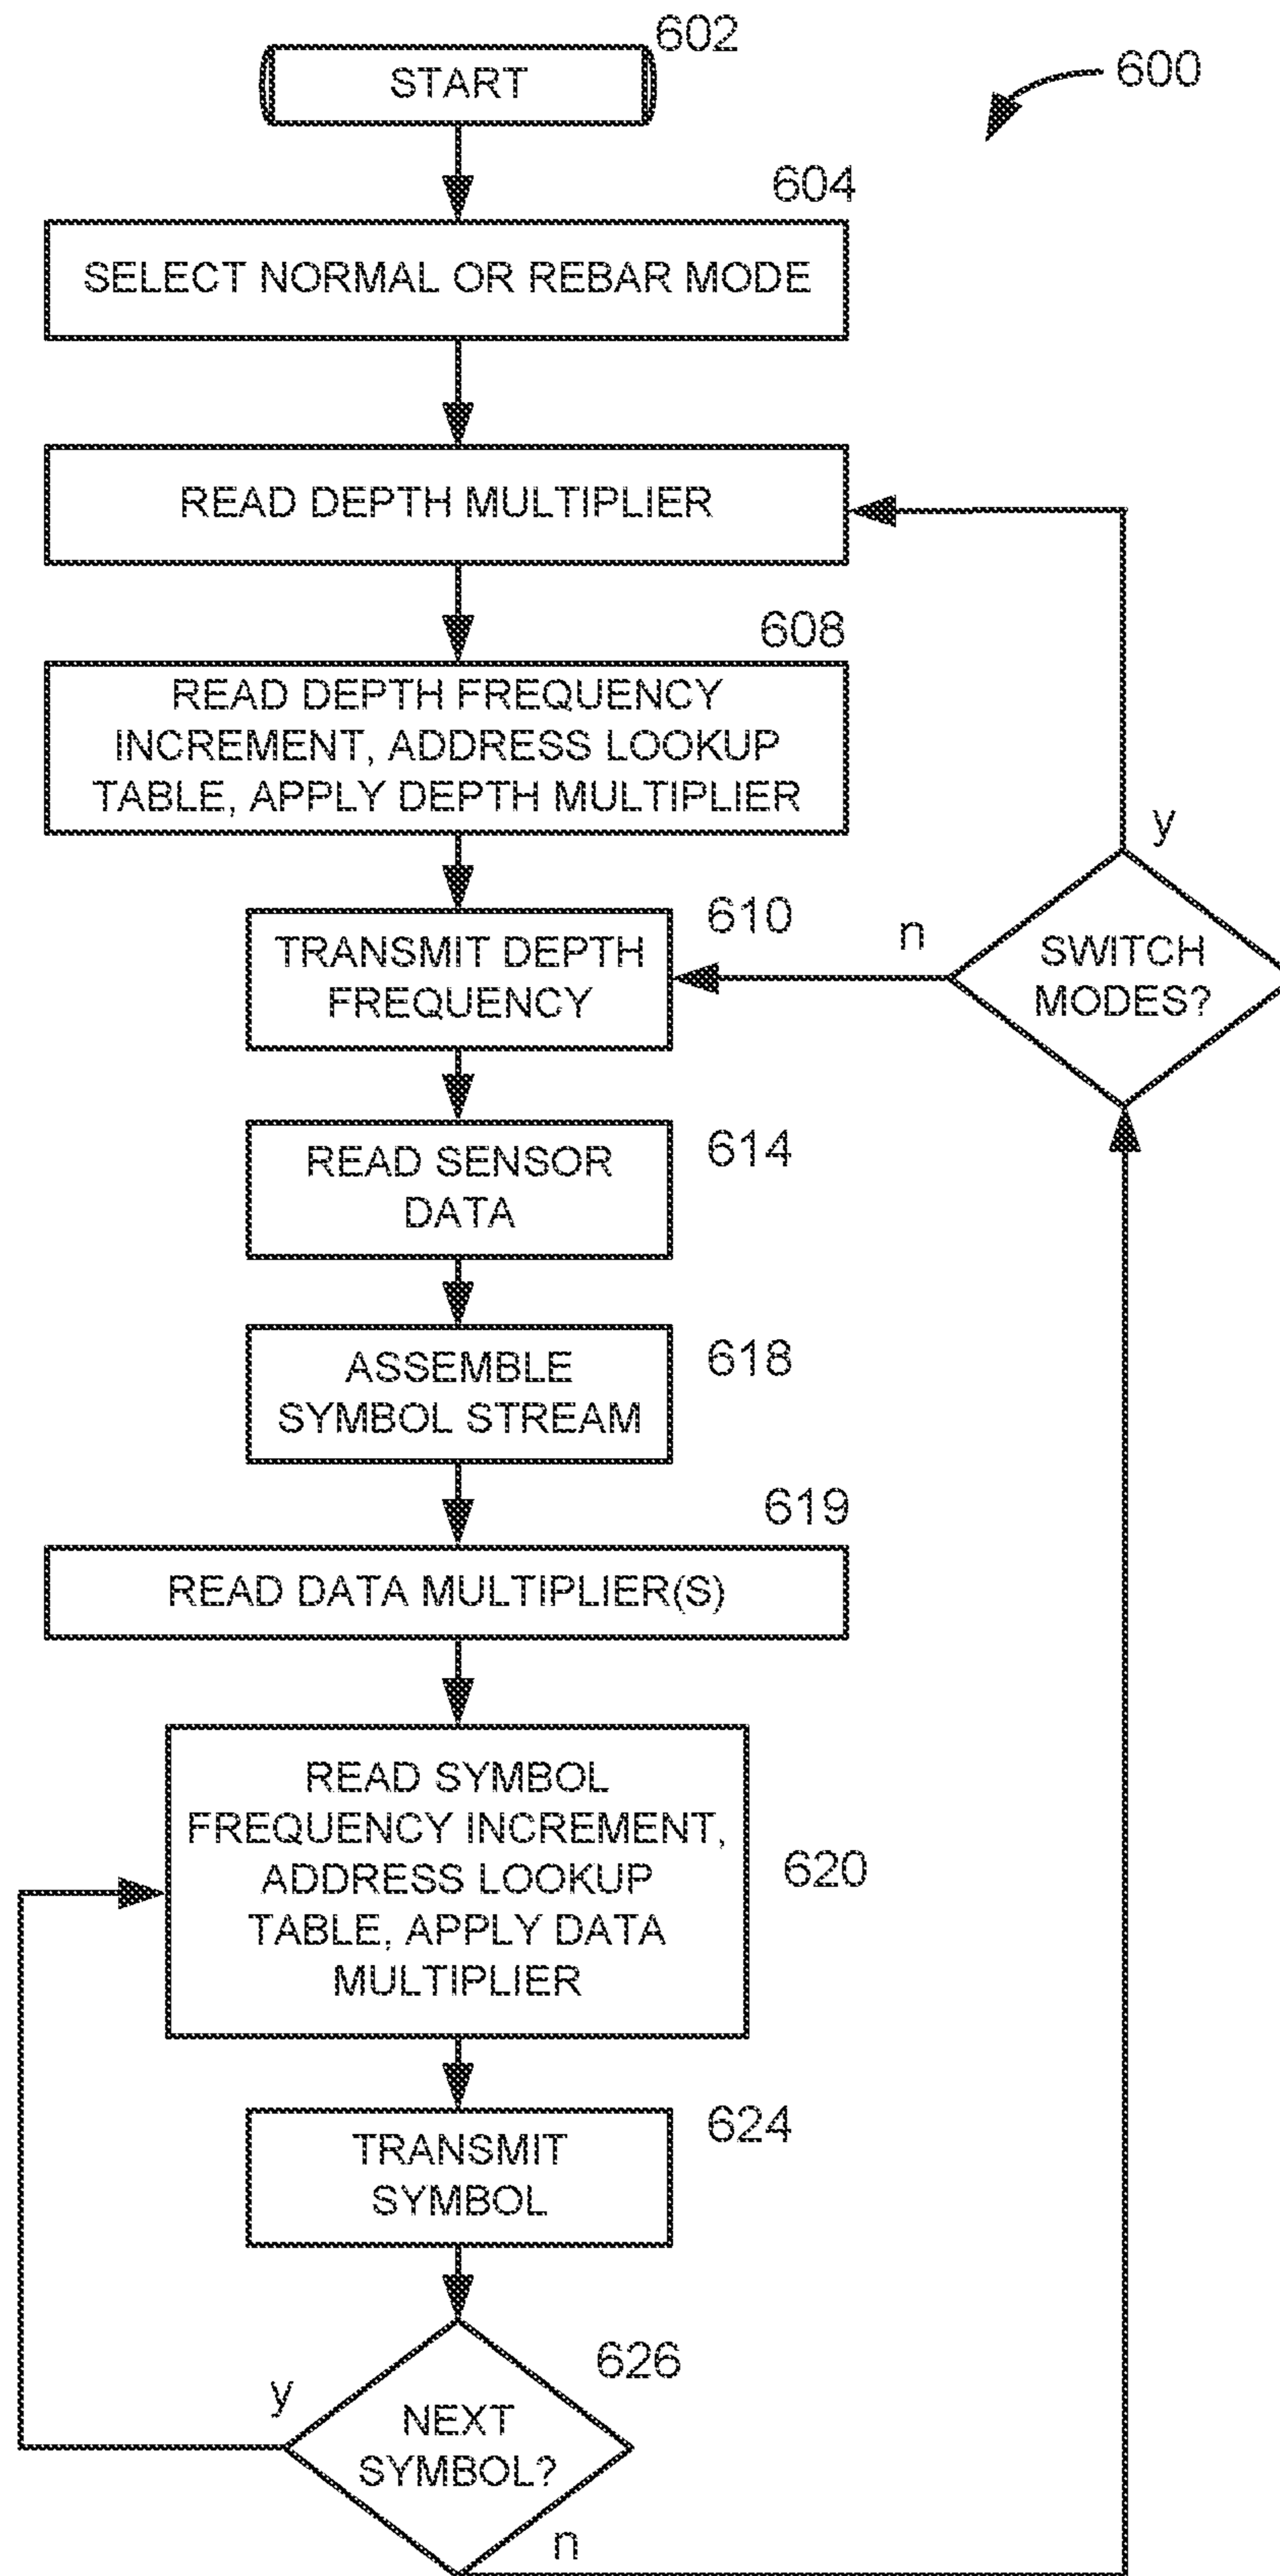 602
START
600
604
SELECT NORMAL OR REBAR MODE
READ DEPTH MULTIPLIER
608
READ DEPTH FREQUENCY
INCREMENT, ADDRESS LOOKUP
TABLE, APPLY DEPTH MULTIPLIER
y
610
n
TRANSMIT DEPTH
FREQUENCY
SWITCH
MODES?
614
READ SENSOR
DATA
618
ASSEMBLE
SYMBOL STREAM
619
READ DATA MULTIPLIER(S)
READ SYMBOL
FREQUENCY INCREMENT,
ADDRESS LOOKUP
TABLE, APPLY DATA
MULTIPLIER
620
624
TRANSMIT
SYMBOL
626
y
NEXT
SYMBOL?
n